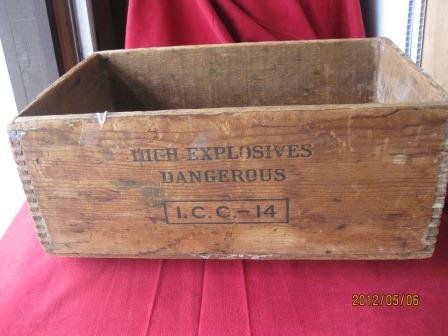 HIGH EXPLOSIVES
DANGEROUS
I.C.C.-14
2012/05/06